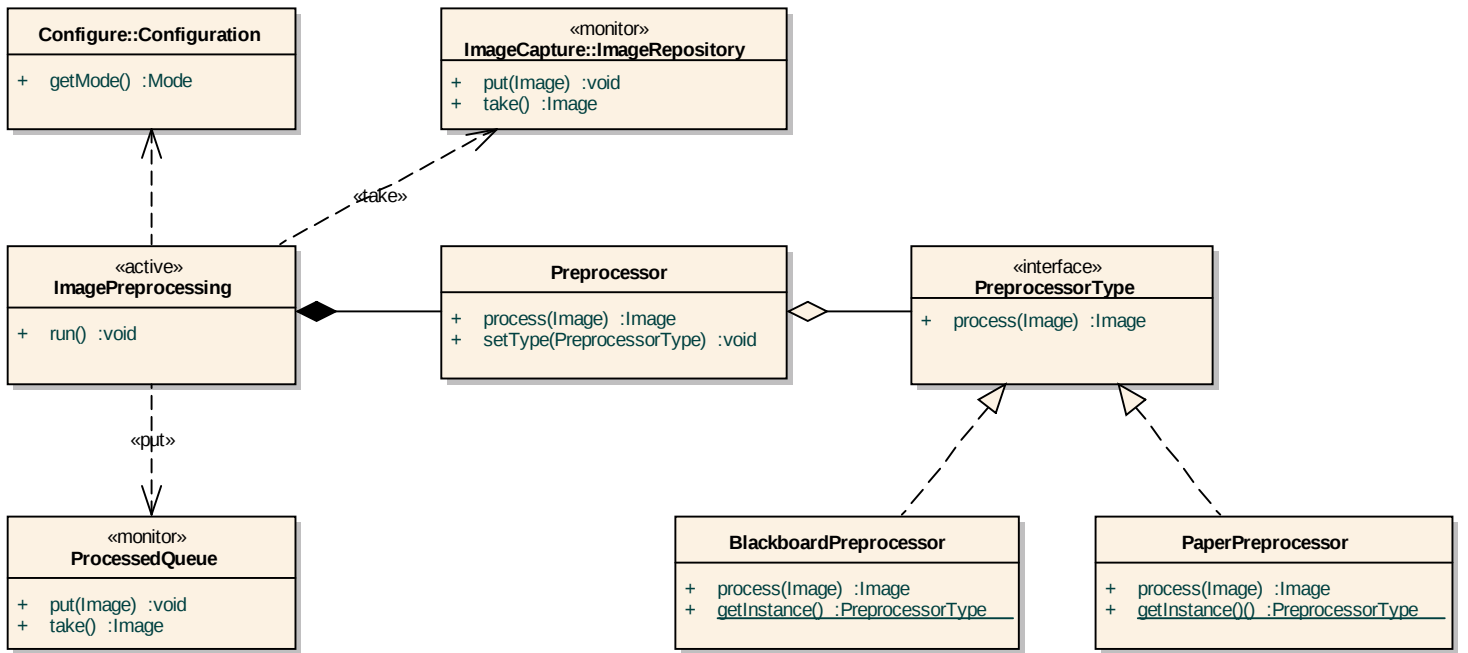 Configure::Configuration
+ getMode() :Mode
«monitor»
ImageCapture::ImageRepository
+ put(Image) :void
+ take() :Image
«take»
«active»
ImagePreprocessing
+ run() :void
Preprocessor
+ process(Image) :Image
+ setType(PreprocessorType) :void
«interface»
PreprocessorType
+ process(Image) :Image
«put»
«monitor»
ProcessedQueue
+ put(Image) :void
+ take() :Image
BlackboardPreprocessor
+ process(Image) :Image
+ getInstance() :PreprocessorType
PaperPreprocessor
+ process(Image) :Image
+ getInstance()() :PreprocessorType